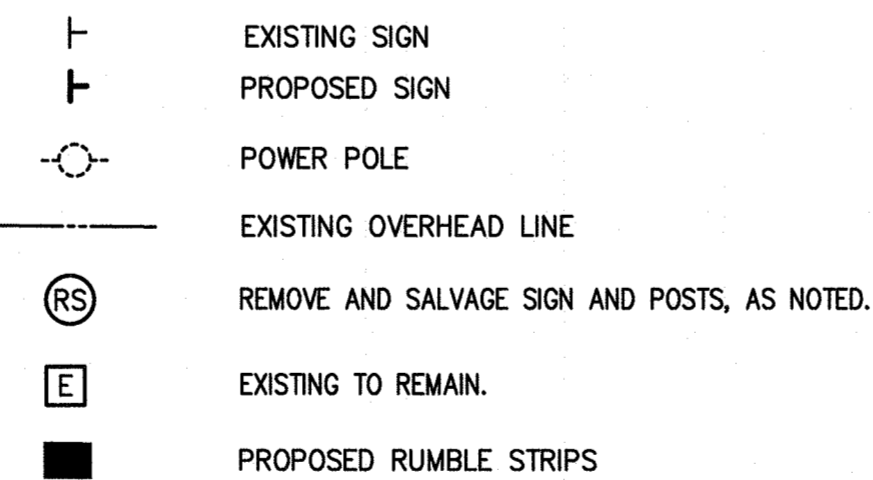 EXISTING SIGN
PROPOSED SIGN
POWER POLE
EXISTING OVERHEAD LINE
RS REMOVE AND SALVAGE SIGN AND POSTS, AS NOTED.
E EXISTING TO REMAIN.
PROPOSED RUMBLE STRIPS